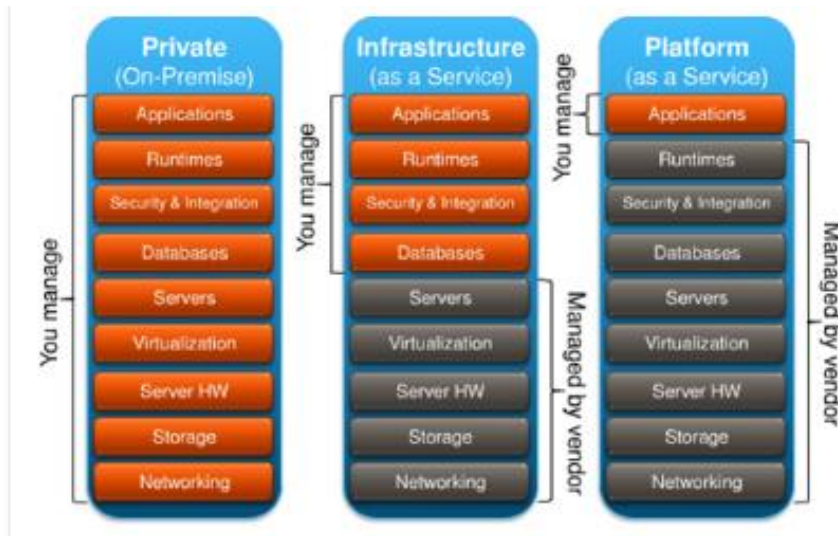 Private
(On-Premise)
You manage
Applications
Runtimes
Security & Integration
Databases
Servers
Virtualization
Server HW
Storage
Networking
Infrastructure
(as a Service)
You manage
Applications
Runtimes
Security & Integration
Databases
Servers
Virtualization
Server HW
Storage
Networking
Managed by vendor
Platform
(as a Service)
You manage
Applications
Runtimes
Security & Integration
Databases
Servers
Virtualization
Server HW
Storage
Networking
Managed by vendor